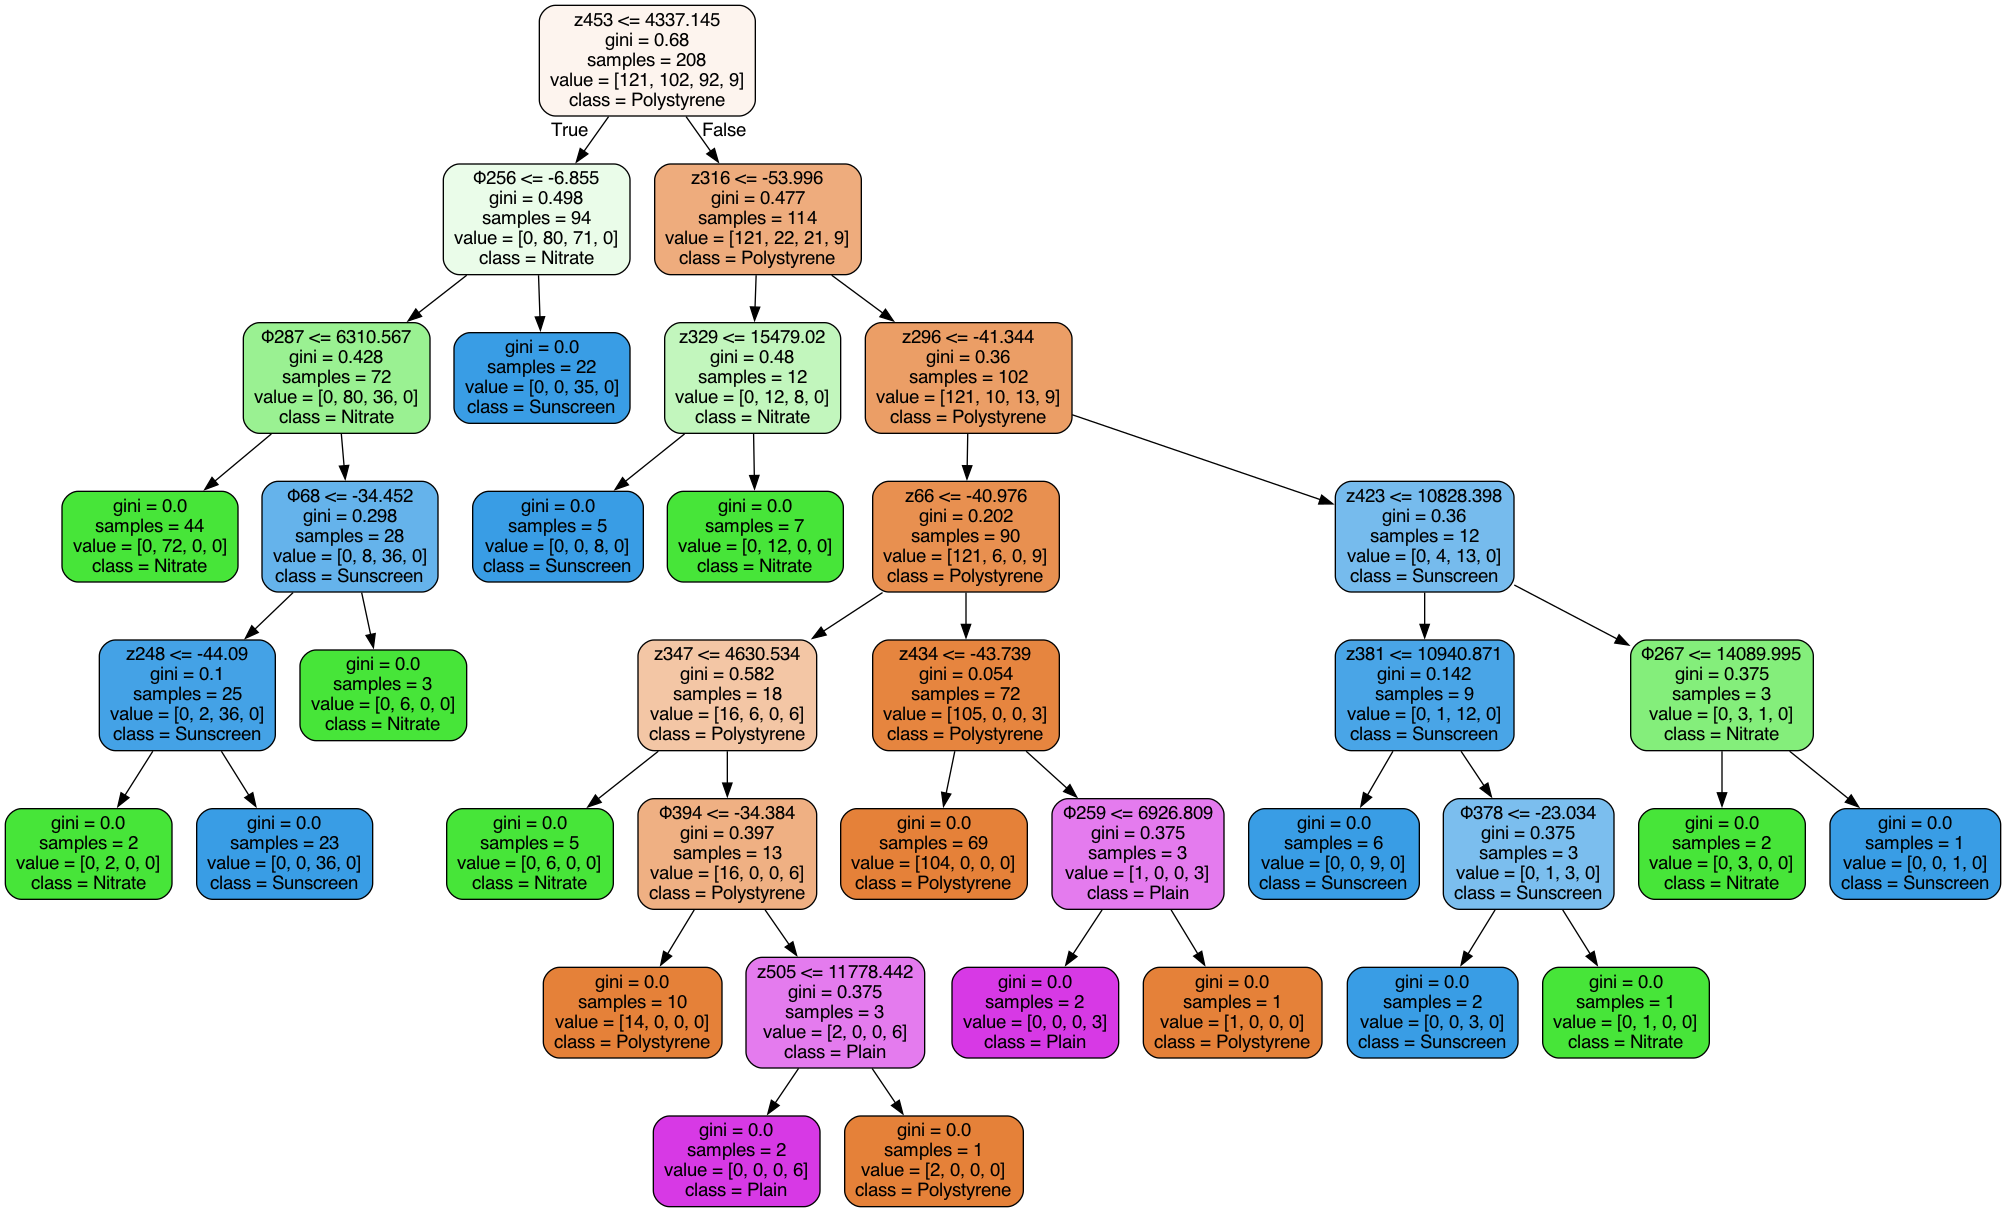 z453 <= 4337.145
gini = 0.68
samples = 208
value = [121, 102, 92, 9]
class = Polystyrene
True
False
Φ256 <= -6.855
gini = 0.498
samples = 94
value = [0, 80, 71, 0]
class = Nitrate
z316 <= -53.996
gini = 0.477
samples = 114
value = [121, 22, 21, 9]
class = Polystyrene
Φ287 <= 6310.567
gini = 0.428
samples = 72
value = [0, 80, 36, 0]
class = Nitrate
gini = 0.0
samples = 22
value = [0, 0, 35, 0]
class = Sunscreen
z329 <= 15479.02
gini = 0.48
samples = 12
value = [0, 12, 8, 0]
class = Nitrate
z296 <= -41.344
gini = 0.36
samples = 102
value = [121, 10, 13, 9]
class = Polystyrene
gini = 0.0
samples = 44
value = [0, 72, 0, 0]
class = Nitrate
Φ68 <= -34.452
gini = 0.298
samples = 28
value = [0, 8, 36, 0]
class = Sunscreen
gini = 0.0
samples = 5
value = [0, 0, 8, 0]
class = Sunscreen
gini = 0.0
samples = 7
value = [0, 12, 0, 0]
class = Nitrate
z66 <= -40.976
gini = 0.202
samples = 90
value = [121, 6, 0, 9]
class = Polystyrene
z423 <= 10828.398
gini = 0.36
samples = 12
value = [0, 4, 13, 0]
class = Sunscreen
z248 <= -44.09
gini = 0.1
samples = 25
value = [0, 2, 36, 0]
class = Sunscreen
gini = 0.0
samples = 3
value = [0, 6, 0, 0]
class = Nitrate
z347 <= 4630.534
gini = 0.582
samples = 18
value = [16, 6, 0, 6]
class = Polystyrene
z434 <= -43.739
gini = 0.054
samples = 72
value = [105, 0, 0, 3]
class = Polystyrene
z381 <= 10940.871
gini = 0.142
samples = 9
value = [0, 1, 12, 0]
class = Sunscreen
Φ267 <= 14089.995
gini = 0.375
samples = 3
value = [0, 3, 1, 0]
class = Nitrate
gini = 0.0
samples = 2
value = [0, 2, 0, 0]
class = Nitrate
gini = 0.0
samples = 23
value = [0, 0, 36, 0]
class = Sunscreen
gini = 0.0
samples = 5
value = [0, 6, 0, 0]
class = Nitrate
Φ394 <= -34.384
gini = 0.397
samples = 13
value = [16, 0, 0, 6]
class = Polystyrene
gini = 0.0
samples = 69
value = [104, 0, 0, 0]
class = Polystyrene
Φ259 <= 6926.809
gini = 0.375
samples = 3
value = [1, 0, 0, 3]
class = Plain
gini = 0.0
samples = 6
value = [0, 0, 9, 0]
class = Sunscreen
Φ378 <= -23.034
gini = 0.375
samples = 3
value = [0, 1, 3, 0]
class = Sunscreen
gini = 0.0
samples = 2
value = [0, 3, 0, 0]
class = Nitrate
gini = 0.0
samples = 1
value = [0, 0, 1, 0]
class = Sunscreen
gini = 0.0
samples = 10
value = [14, 0, 0, 0]
class = Polystyrene
z505 <= 11778.442
gini = 0.375
samples = 3
value = [2, 0, 0, 6]
class = Plain
gini = 0.0
samples = 2
value = [0, 0, 0, 3]
class = Plain
gini = 0.0
samples = 1
value = [1, 0, 0, 0]
class = Polystyrene
gini = 0.0
samples = 2
value = [0, 0, 3, 0]
class = Sunscreen
gini = 0.0
samples = 1
value = [0, 1, 0, 0]
class = Nitrate
gini = 0.0
samples = 2
value = [0, 0, 0, 6]
class = Plain
gini = 0.0
samples = 1
value = [2, 0, 0, 0]
class = Polystyrene